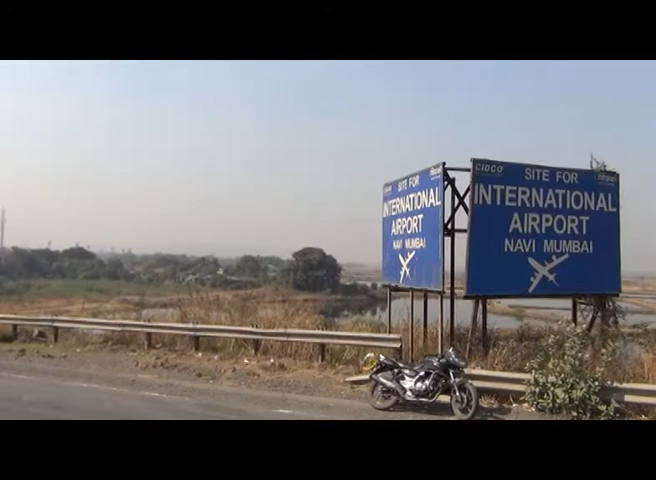 SITE FOR
INTERNATIONAL
AIRPORT
NAVI MUMBAI
CIDCO
SITE FOR
INTERNATIONAL
AIRPORT
NAVI MUMBAI